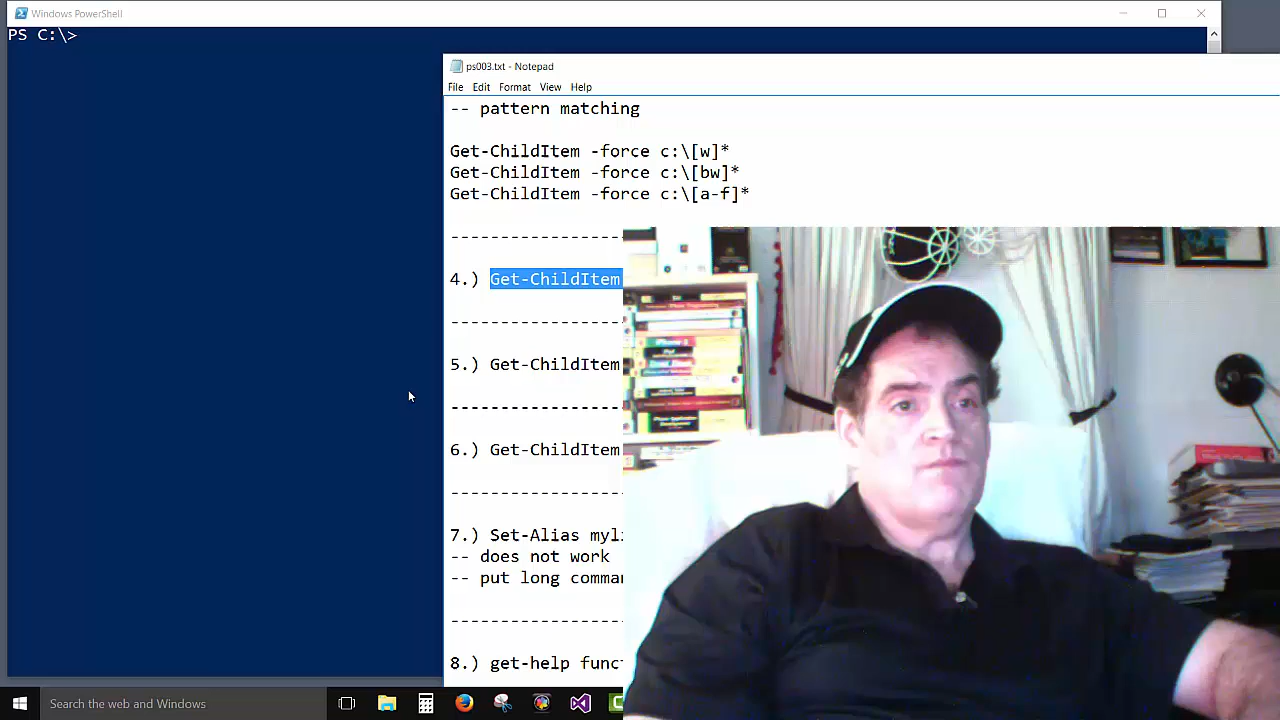 Windows PowerShell
PS C:\>
ps003.txt - Notepad
File Edit Format View Help
-- pattern matching
Get-ChildItem -force c:\[w]*
Get-ChildItem -force c:\[bw]*
Get-ChildItem -force c:\[a-f]*
--------------------
4.) Get-ChildItem
--------------------
5.) Get-ChildItem
--------------------
6.) Get-ChildItem
--------------------
7.) Set-Alias myl
-- does not work
-- put long comma
--------------------
8.) get-help func
Search the web and Windows